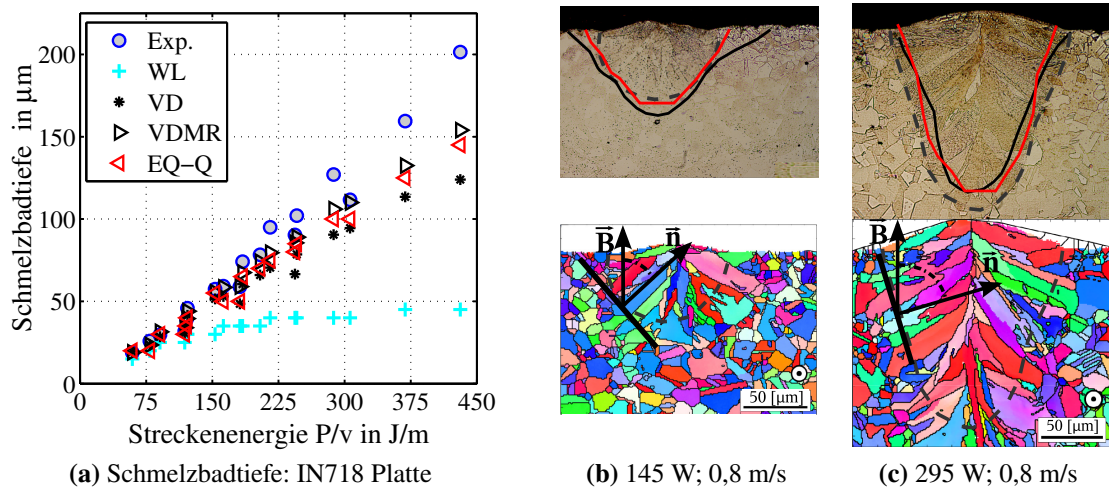 200
150
100
50
0
0 75 150 225 300 375 450
Schmelzbadtiefe in µm
Streckenenergie P/v in J/m
Exp.
WL
VD
VDMR
EQ−Q
(a) Schmelzbadtiefe: IN718 Platte
B
n
50 [µm]
(b) 145 W; 0,8 m/s
B
n
50 [µm]
(c) 295 W; 0,8 m/s